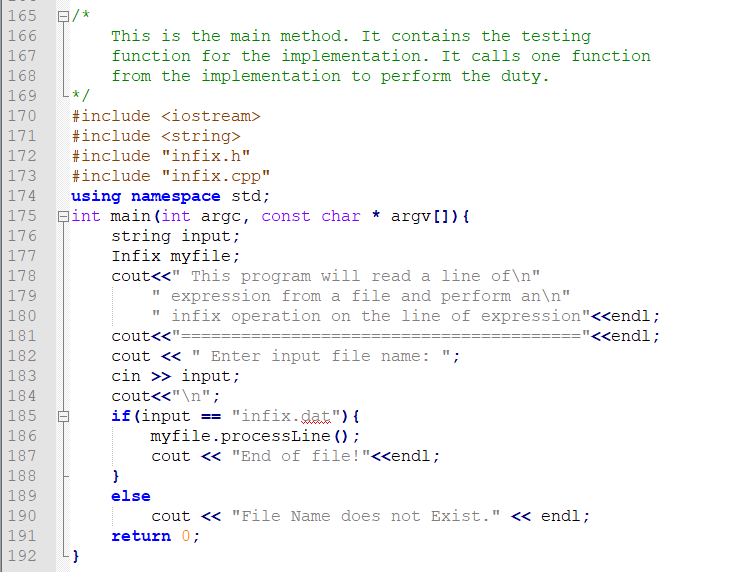 165 /*
166     This is the main method. It contains the testing
167     function for the implementation. It calls one function
168     from the implementation to perform the duty.
169 */
170 #include <iostream>
171 #include <string>
172 #include "infix.h"
173 #include "infix.cpp"
174 using namespace std;
175 int main(int argc, const char * argv[]){
176     string input;
177     Infix myfile;
178     cout<<" This program will read a line of\n"
179         " expression from a file and perform an\n"
180         " infix operation on the line of expression"<<endl;
181     cout<<"========================================"<<endl;
182     cout << " Enter input file name: ";
183     cin >> input;
184     cout<<"\n";
185     if(input == "infix.dat"){
186         myfile.processLine();
187         cout << "End of file!"<<endl;
188     }
189     else
190         cout << "File Name does not Exist." << endl;
191     return 0;
192 }